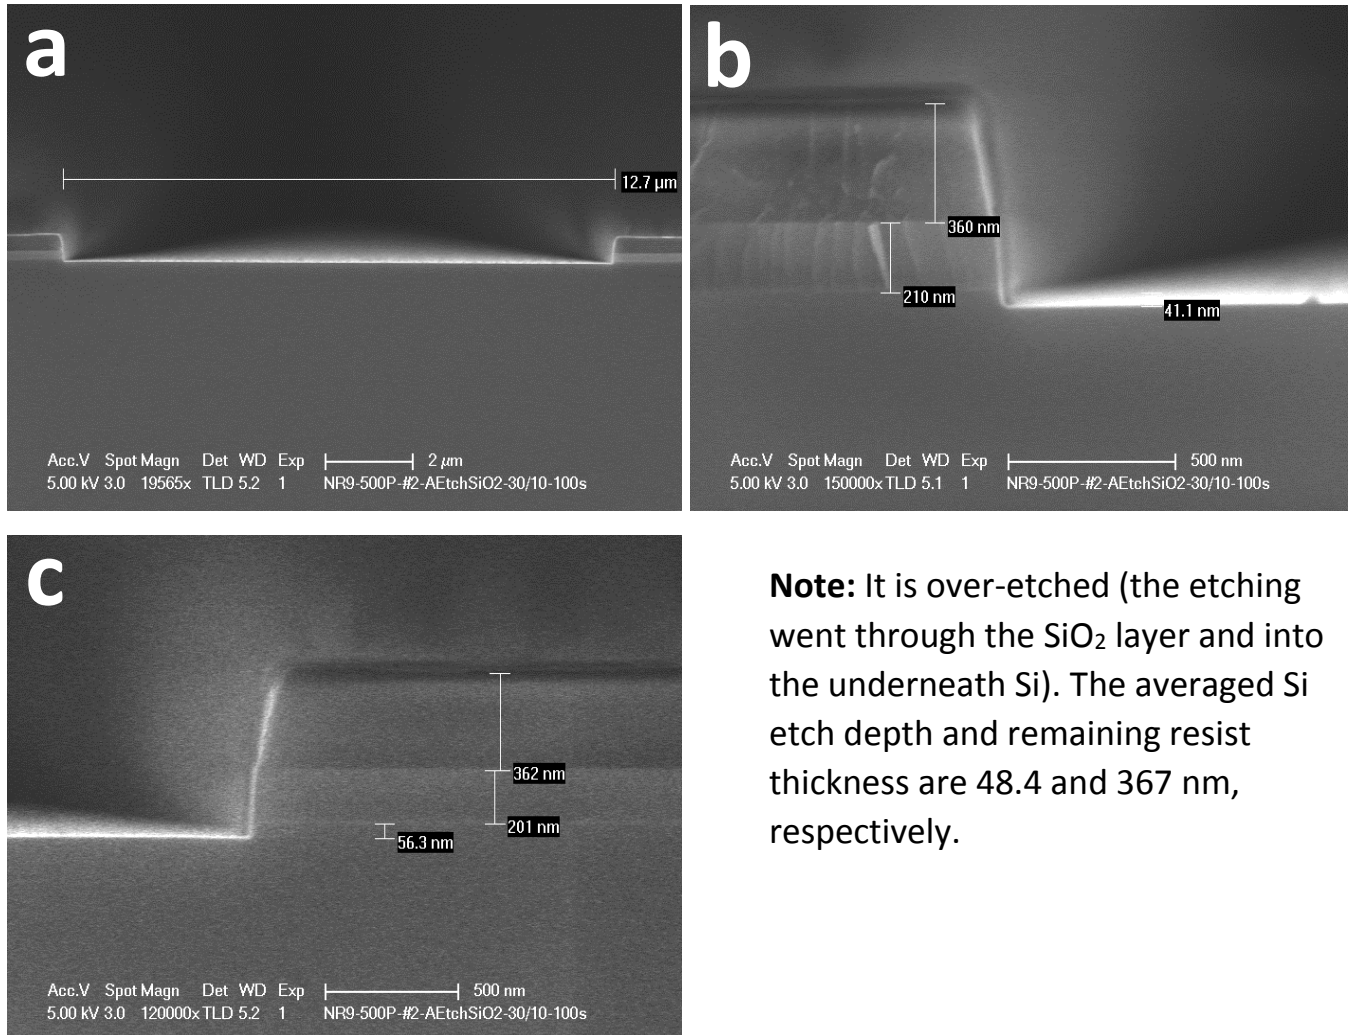 a
12.7 µm
Acc.V Spot Magn Det WD Exp 2 µm
5.00 kV 3.0 19565x TLD 5.2 1 NR9-500P-#2-AEtchSiO2-30/10-100s
b
360 nm
210 nm
41.1 nm
Acc.V Spot Magn Det WD Exp 500 nm
5.00 kV 3.0 150000x TLD 5.1 1 NR9-500P-#2-AEtchSiO2-30/10-100s
c
362 nm
201 nm
56.3 nm
Acc.V Spot Magn Det WD Exp 500 nm
5.00 kV 3.0 120000x TLD 5.2 1 NR9-500P-#2-AEtchSiO2-30/10-100s
Note: It is over-etched (the etching
went through the SiO₂ layer and into
the underneath Si). The averaged Si
etch depth and remaining resist
thickness are 48.4 and 367 nm,
respectively.